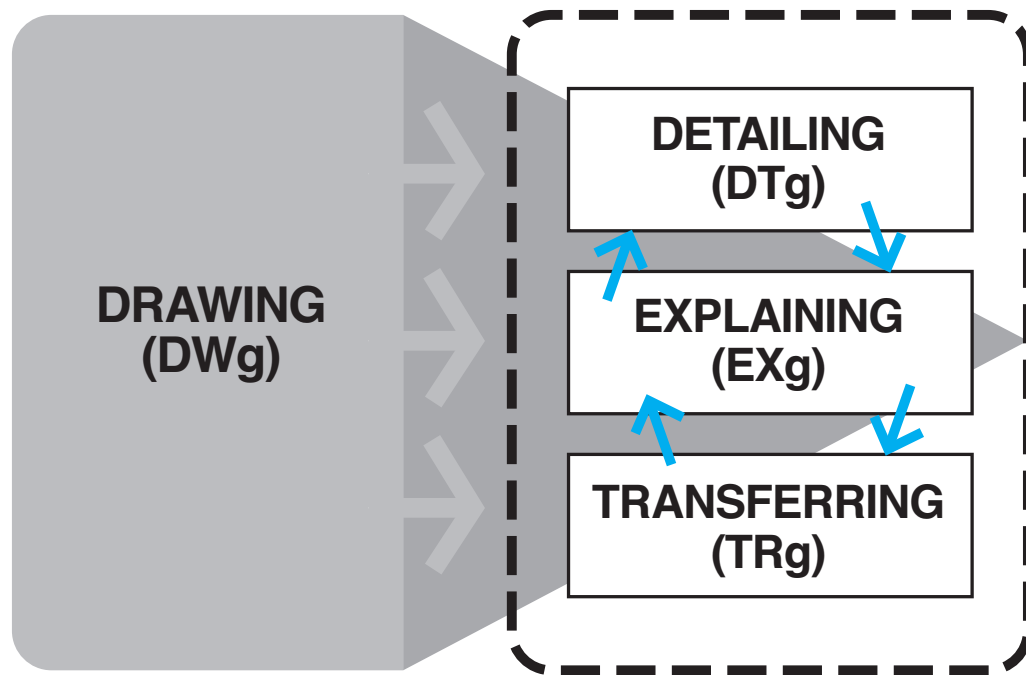 DRAWING
(DWg)
DETAILING
(DTg)
EXPLAINING
(EXg)
TRANSFERRING
(TRg)